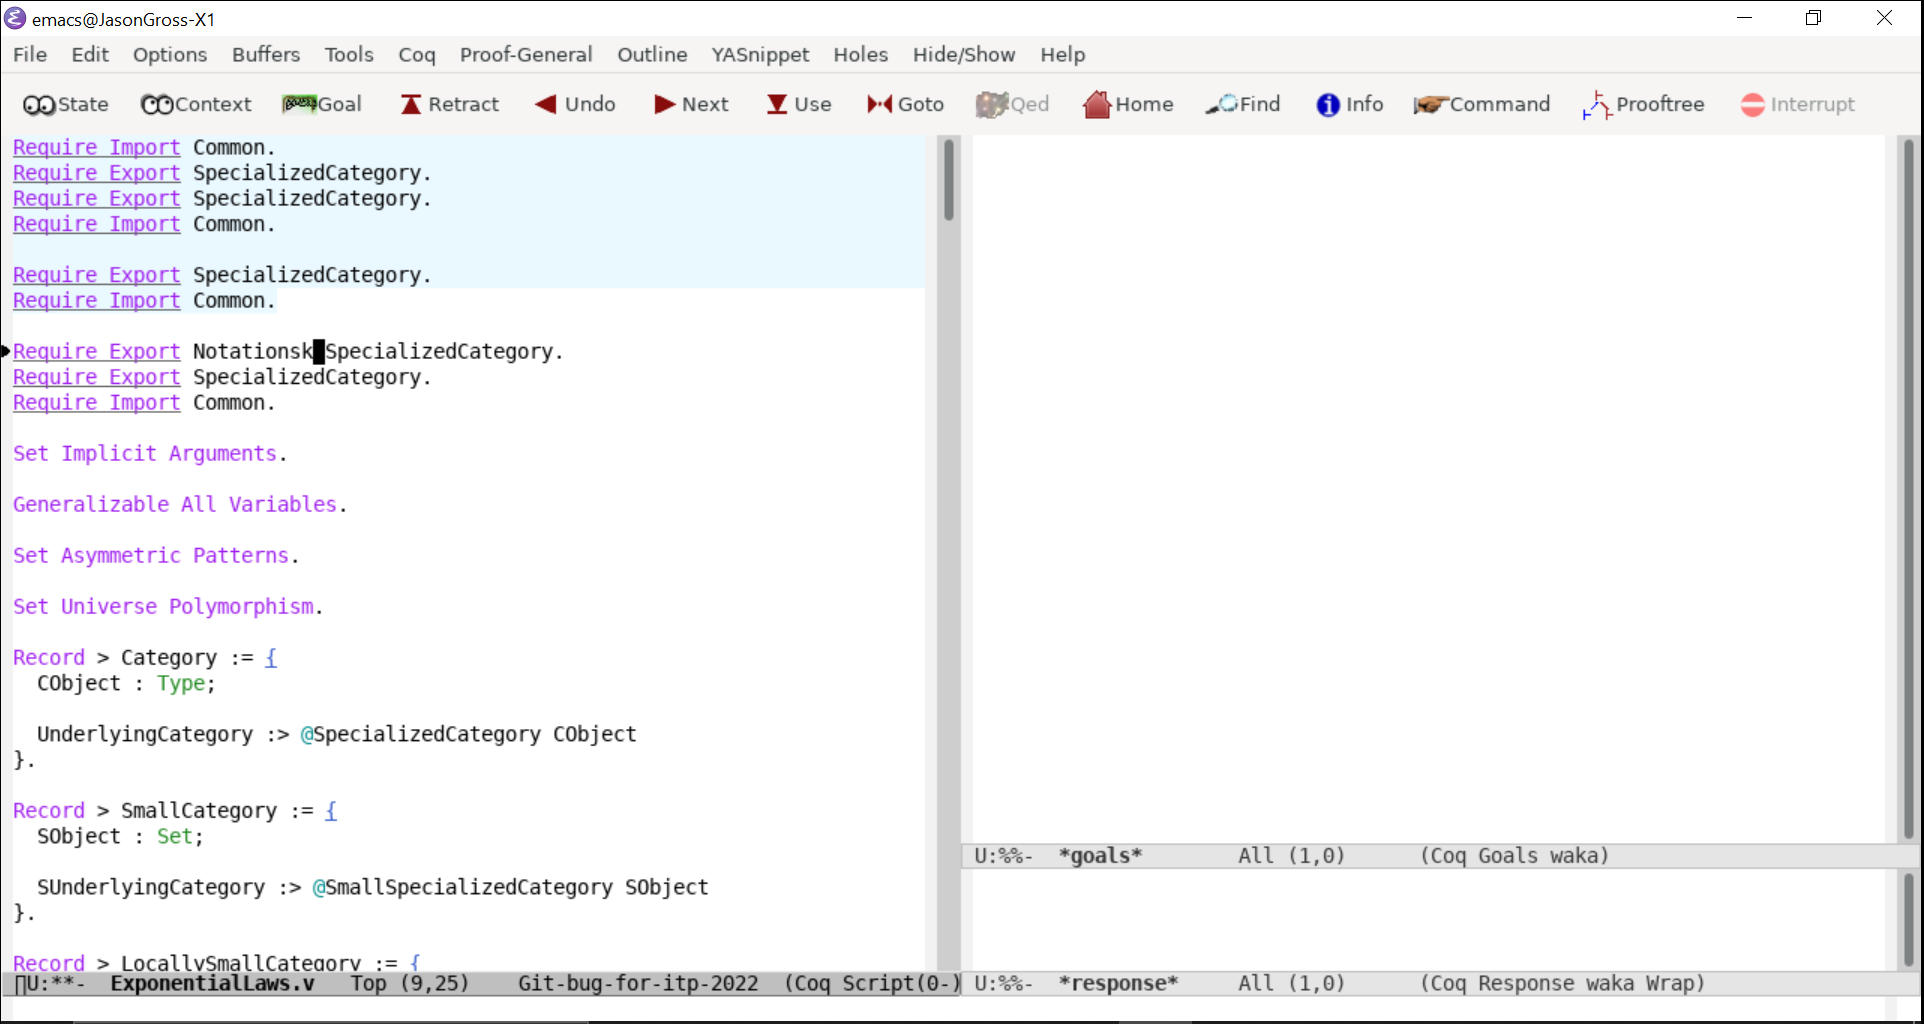 emacs@JasonGross-X1
File Edit Options Buffers Tools Coq Proof-General Outline YASnippet Holes Hide/Show Help
State Context Goal Retract Undo Next Use Goto Qed Home Find Info Command Prooftree Interrupt
Require Import Common.
Require Export SpecializedCategory.
Require Export SpecializedCategory.
Require Import Common.
Require Export SpecializedCategory.
Require Import Common.
Require Export Notationsk SpecializedCategory.
Require Export SpecializedCategory.
Require Import Common.
Set Implicit Arguments.
Generalizable All Variables.
Set Asymmetric Patterns.
Set Universe Polymorphism.
Record > Category := {
CObject : Type;
UnderlyingCategory :> @SpecializedCategory CObject
}.
Record > SmallCategory := {
SObject : Set;
SUnderlyingCategory :> @SmallSpecializedCategory SObject
}.
Record > LocallySmallCategory := {
U:**- ExponentialLaws.v Top (9,25) Git-bug-for-itp-2022 (Coq Script(0-)
U:%%- *goals* All (1,0) (Coq Goals waka)
U:%%- *response* All (1,0) (Coq Response waka Wrap)